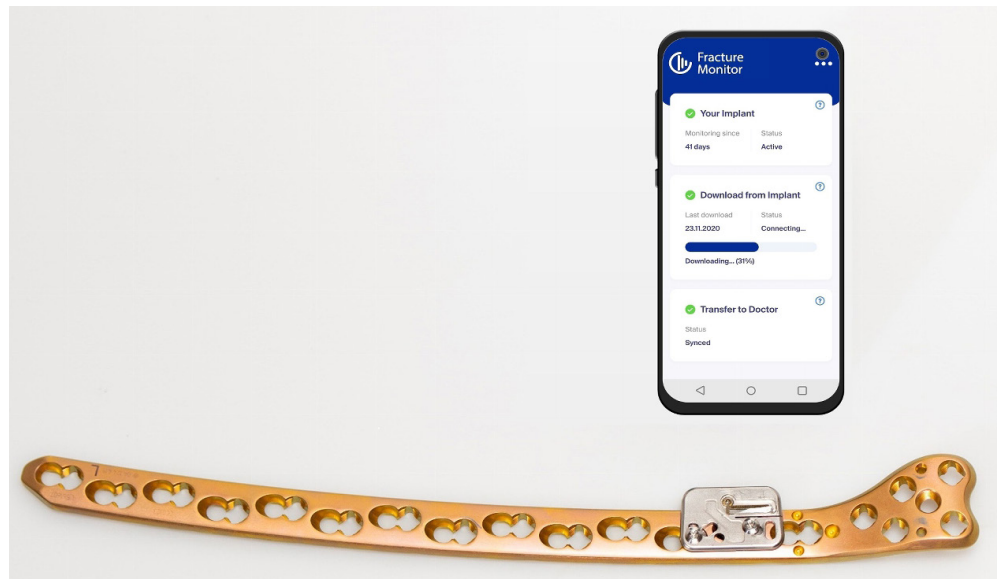 Fracture
Monitor
Your Implant
Monitoring since Status
41 days Active
Download from Implant
Last download Status
23.11.2020 Connecting...
Downloading... (31%)
Transfer to Doctor
Status
Synced
L